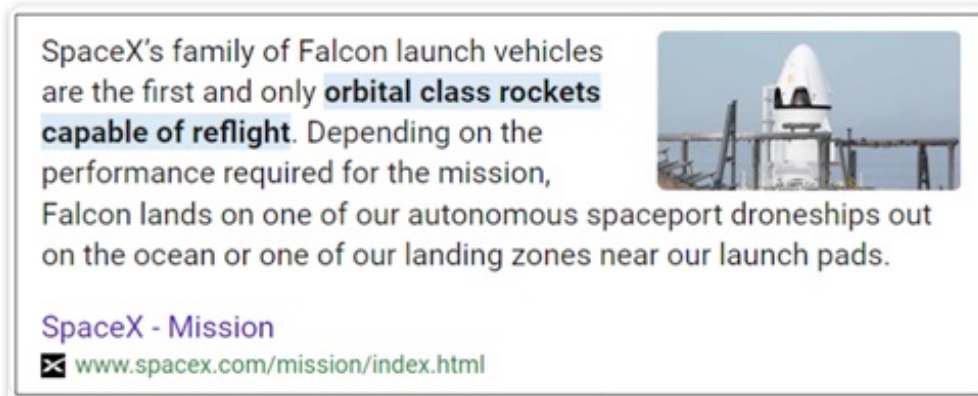 SpaceX’s family of Falcon launch vehicles
are the first and only orbital class rockets
capable of reflight. Depending on the
performance required for the mission,
Falcon lands on one of our autonomous spaceport droneships out
on the ocean or one of our landing zones near our launch pads.
SpaceX - Mission
www.spacex.com/mission/index.html